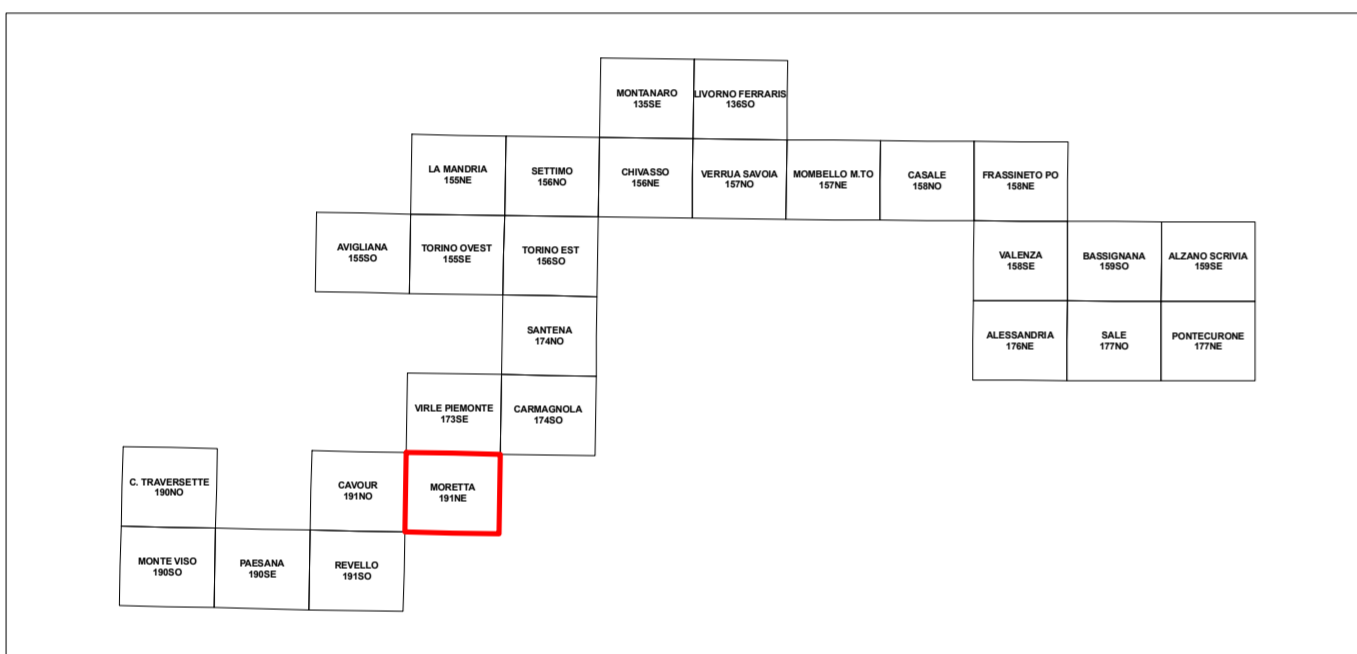 MONTANARO
135SE
LIVORNO FERRARIS
136SO
LA MANDRIA
155NE
SETTIMO
156NO
CHIVASSO
156NE
VERRUA SAVOIA
157NO
MOMBELLO M.TO
157NE
CASALE
158NO
FRASSINETO PO
158NE
AVIGLIANA
155SO
TORINO OVEST
155SE
TORINO EST
156SO
VALENZA
158SE
BASSIGNANA
159SO
ALZANO SCRIVIA
159SE
SANTENA
174NO
ALESSANDRIA
176NE
SALE
177NO
PONTECURONE
177NE
VIRLE PIEMONTE
173SE
CARMAGNOLA
174SO
C. TRAVERSETTE
190NO
CAVOUR
191NO
MORETTA
191NE
MONTE VISO
190SO
PAESANA
190SE
REVELLO
191SO